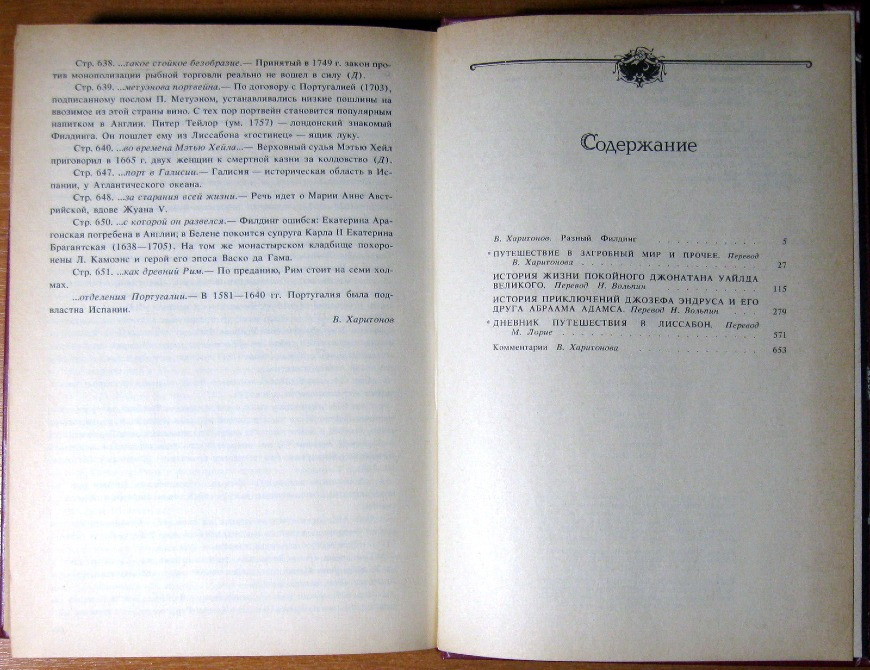 Стр. 638. ...такое стойкое безобразие.— Принятый в 1749 г. закон про-
тив монополизации рыбной торговли реально не вошел в силу (Д).
Стр. 639. ...метуэнова портвейна.— По договору с Португалией (1703),
подписанному послом П. Метуэном, устанавливались низкие пошлины на
ввозимое из этой страны вино. С тех пор портвейн становится популярным
напитком в Англии. Питер Тейлор (ум. 1757) — лондонский знакомый
Филдинга. Он пошлет ему из Лиссабона «гостинец» — ящик луку.
Стр. 640. ...во времена Мэтью Хейла...— Верховный судья Мэтью Хейл
приговорил в 1665 г. двух женщин к смертной казни за колдовство (Д).
Стр. 647. ...порт в Галисии.— Галисия — историческая область в Ис-
пании, у Атлантического океана.
Стр. 648. ...за старания всей жизни.— Речь идет о Марии Анне Авст-
рийской, вдове Жуана V.
Стр. 650. ...с которой он развелся.— Филдинг ошибся: Екатерина Ара-
гонская погребена в Англии; в Белене покоится супруга Карла II Екатерина
Брагантская (1638—1705). На том же монастырском кладбище похоро-
нены Л. Камоэнс и герой его эпоса Васко да Гама.
Стр. 651. ...как древний Рим.— По преданию, Рим стоит на семи хол-
мах.
...отделения Португалии.— В 1581—1640 гг. Португалия была под-
властна Испании.
В. Харитонов
Содержание
В. Харитонов. Разный Филдинг . . . . . . . . . . . . 5
*ПУТЕШЕСТВИЕ В ЗАГРОБНЫЙ МИР И ПРОЧЕЕ. Перевод
В. Харитонова . . . . . . . . . . . . . . . . . 27
ИСТОРИЯ ЖИЗНИ ПОКОЙНОГО ДЖОНАТАНА УАЙЛДА
ВЕЛИКОГО. Перевод Н. Вольпин . . . . . . . . . . 115
ИСТОРИЯ ПРИКЛЮЧЕНИЙ ДЖОЗЕФА ЭНДРУСА И ЕГО
ДРУГА АБРААМА АДАМСА. Перевод Н. Вольпин . . . 279
*ДНЕВНИК ПУТЕШЕСТВИЯ В ЛИССАБОН. Перевод
М. Лорие . . . . . . . . . . . . . . . . . . . 571
Комментарии В. Харитонова . . . . . . . . . . . . 653